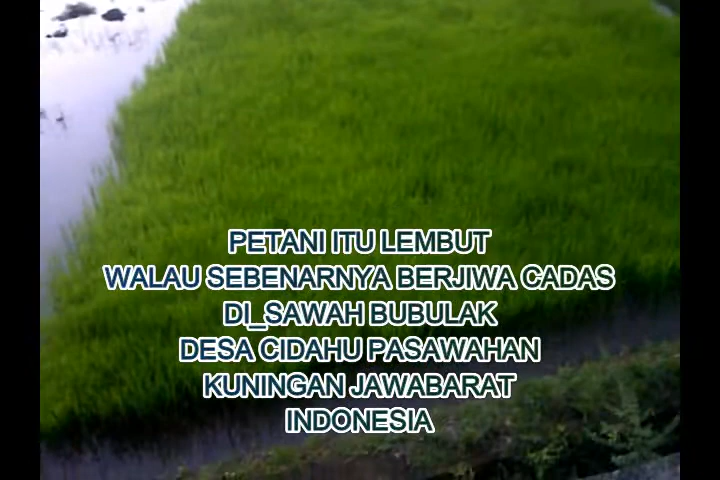 PETANI ITU LEMBUT
WALAU SEBENARNYA BERJIWA CADAS
DI_SAWAH BUBULAK
DESA CIDAHU PASAWAHAN
KUNINGAN JAWABARAT
INDONESIA